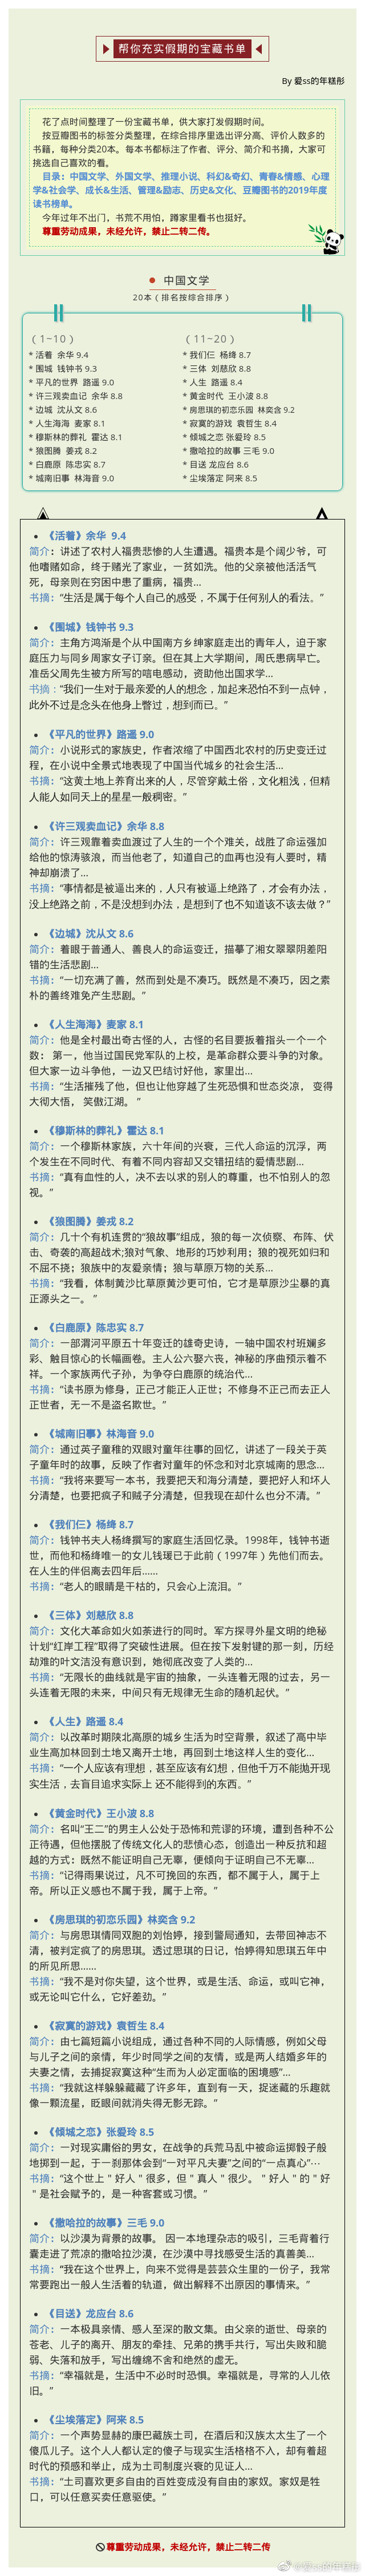 帮你充实假期的宝藏书单
By 爱ss的年糕彤
花了点时间整理了一份宝藏书单，供大家打发假期时间。
按豆瓣图书的标签分类整理，在综合排序里选出评分高、评价人数多的
书籍，每种分类20本。每本书都标注了作者、评分、简介和书摘，大家可
挑选自己喜欢的看。
目录：中国文学、外国文学、推理小说、科幻&奇幻、青春&情感、心理
学&社会学、成长&生活、管理&励志、历史&文化、豆瓣图书的2019年度
读书榜单。
今年过年不出门，书荒不用怕，蹲家里看书也挺好。
尊重劳动成果，未经允许，禁止二转二传。
中国文学
20本（排名按综合排序）
（1~10）
* 活着 余华 9.4
* 围城 钱钟书 9.3
* 平凡的世界 路遥 9.0
* 许三观卖血记 余华 8.8
* 边城 沈从文 8.6
* 人生海海 麦家 8.1
* 穆斯林的葬礼 霍达 8.1
* 狼图腾 姜戎 8.2
* 白鹿原 陈忠实 8.7
* 城南旧事 林海音 9.0
（11~20）
* 我们仨 杨绛 8.7
* 三体 刘慈欣 8.8
* 人生 路遥 8.4
* 黄金时代 王小波 8.8
* 房思琪的初恋乐园 林奕含 9.2
* 寂寞的游戏 袁哲生 8.4
* 倾城之恋 张爱玲 8.5
* 撒哈拉的故事 三毛 9.0
* 目送 龙应台 8.6
* 尘埃落定 阿来 8.5
《活着》余华 9.4
简介：讲述了农村人福贵悲惨的人生遭遇。福贵本是个阔少爷，可
他嗜赌如命，终于赌光了家业，一贫如洗。他的父亲被他活活气
死，母亲则在穷困中患了重病，福贵…
书摘：“生活是属于每个人自己的感受，不属于任何别人的看法。”
《围城》钱钟书 9.3
简介：主角方鸿渐是个从中国南方乡绅家庭走出的青年人，迫于家
庭压力与同乡周家女子订亲。但在其上大学期间，周氏患病早亡。
准岳父周先生被方所写的唁电感动，资助他出国求学…
书摘：“我们一生对于最亲爱的人的想念，加起来恐怕不到一点钟，
此外不过是念头在他身上瞥过，想到而已。”
《平凡的世界》路遥 9.0
简介：小说形式的家族史，作者浓缩了中国西北农村的历史变迁过
程，在小说中全景式地表现了中国当代城乡的社会生活…
书摘：“这黄土地上养育出来的人，尽管穿戴土俗，文化粗浅，但精
人能人如同天上的星星一般稠密。”
《许三观卖血记》余华 8.8
简介：许三观靠着卖血渡过了人生的一个个难关，战胜了命运强加
给他的惊涛骇浪，而当他老了，知道自己的血再也没有人要时，精
神却崩溃了…
书摘：“事情都是被逼出来的，人只有被逼上绝路了，才会有办法，
没上绝路之前，不是没想到办法，是想到了也不知道该不该去做？”
《边城》沈从文 8.6
简介：着眼于普通人、善良人的命运变迁，描摹了湘女翠翠阴差阳
错的生活悲剧…
书摘：“一切充满了善，然而到处是不凑巧。既然是不凑巧，因之素
朴的善终难免产生悲剧。”
《人生海海》麦家 8.1
简介：他是全村最出奇古怪的人，古怪的名目要扳着指头一个一个
数： 第一，他当过国民党军队的上校，是革命群众要斗争的对象。
但大家一边斗争他，一边又巴结讨好他，家里出…
书摘：“生活摧残了他，但也让他穿越了生死恐惧和世态炎凉， 变得
大彻大悟， 笑傲江湖。 ”
《穆斯林的葬礼》霍达 8.1
简介：一个穆斯林家族，六十年间的兴衰，三代人命运的沉浮，两
个发生在不同时代、有着不同内容却又交错扭结的爱情悲剧…
书摘：“真有血性的人，决不去以求的别人的尊重，也不怕别人的忽
视。”
《狼图腾》姜戎 8.2
简介：几十个有机连贯的“狼故事”组成，狼的每一次侦察、布阵、伏
击、奇袭的高超战术;狼对气象、地形的巧妙利用；狼的视死如归和
不屈不挠；狼族中的友爱亲情；狼与草原万物的关系…
书摘：“我看，体制黄沙比草原黄沙更可怕，它才是草原沙尘暴的真
正源头之一。 ”
《白鹿原》陈忠实 8.7
简介：一部渭河平原五十年变迁的雄奇史诗，一轴中国农村斑斓多
彩、触目惊心的长幅画卷。主人公六娶六丧，神秘的序曲预示着不
祥。一个家族两代子孙，为争夺白鹿原的统治代…
书摘：“读书原为修身，正己才能正人正世；不修身不正己而去正人
正世者，无一不是盗名欺世。”
《城南旧事》林海音 9.0
简介：通过英子童稚的双眼对童年往事的回忆，讲述了一段关于英
子童年时的故事，反映了作者对童年的怀念和对北京城南的思念…
书摘：“我将来要写一本书，我要把天和海分清楚，要把好人和坏人
分清楚，也要把疯子和贼子分清楚，但我现在却什么也分不清。”
《我们仨》杨绛 8.7
简介：钱钟书夫人杨绛撰写的家庭生活回忆录。1998年，钱钟书逝
世，而他和杨绛唯一的女儿钱瑗已于此前（1997年）先他们而去。
在人生的伴侣离去四年后……
书摘：“老人的眼睛是干枯的，只会心上流泪。”
《三体》刘慈欣 8.8
简介：文化大革命如火如荼进行的同时。军方探寻外星文明的绝秘
计划“红岸工程”取得了突破性进展。但在按下发射键的那一刻，历经
劫难的叶文洁没有意识到，她彻底改变了人类的…
书摘：“无限长的曲线就是宇宙的抽象，一头连着无限的过去，另一
头连着无限的未来，中间只有无规律无生命的随机起伏。”
《人生》路遥 8.4
简介：以改革时期陕北高原的城乡生活为时空背景，叙述了高中毕
业生高加林回到土地又离开土地，再回到土地这样人生的变化…
书摘：“一个人应该有理想，甚至应该有幻想，但他千万不能抛开现
实生活，去盲目追求实际上 还不能得到的东西。”
《黄金时代》王小波 8.8
简介：名叫“王二”的男主人公处于恐怖和荒谬的环境，遭到各种不公
正待遇，但他摆脱了传统文化人的悲愤心态，创造出一种反抗和超
越的方式：既然不能证明自己无辜，便倾向于证明自己不无辜…
书摘：“记得雨果说过，凡不可挽回的东西，都不属于人，属于上
帝。所以正义感也不属于我，属于上帝。”
《房思琪的初恋乐园》林奕含 9.2
简介：与房思琪情同双胞的刘怡婷，接到警局通知，去带回神志不
清，被判定疯了的房思琪。透过思琪的日记，怡婷得知思琪五年中
的所见所思……
书摘：“我不是对你失望，这个世界，或是生活、命运，或叫它神，
或无论叫它什么，它好差劲。”
《寂寞的游戏》袁哲生 8.4
简介：由七篇短篇小说组成，通过各种不同的人际情感，例如父母
与儿子之间的亲情，年少时同学之间的友情，或是两人结婚多年的
夫妻之情，去捕捉寂寞这种“生而为人必定面临的困境感”…
书摘：“我就这样躲躲藏藏了许多年，直到有一天，捉迷藏的乐趣就
像一颗流星，眨眼间就消失得无影无踪。”
《倾城之恋》张爱玲 8.5
简介：一对现实庸俗的男女，在战争的兵荒马乱中被命运掷骰子般
地掷到一起，于一刹那体会到“一对平凡夫妻”之间的“一点真心”…
书摘：“这个世上＂好人＂很多，但＂真人＂很少。＂好人＂的＂好
＂是社会赋予的，是一种客套或习惯。”
《撒哈拉的故事》三毛 9.0
简介：以沙漠为背景的故事。 因一本地理杂志的吸引，三毛背着行
囊走进了荒凉的撒哈拉沙漠，在沙漠中寻找感受生活的真善美…
书摘：“我在这个世界上，向来不觉得是芸芸众生里的一份子，我常
常要跑出一般人生活着的轨道，做出解释不出原因的事情来。”
《目送》龙应台 8.6
简介：一本极具亲情、感人至深的散文集。由父亲的逝世、母亲的
苍老、儿子的离开、朋友的牵挂、兄弟的携手共行，写出失败和脆
弱、失落和放手，写出缠绵不舍和绝然的虚无。
书摘：“幸福就是，生活中不必时时恐惧。幸福就是，寻常的人儿依
旧。”
《尘埃落定》阿来 8.5
简介：一个声势显赫的康巴藏族土司，在酒后和汉族太太生了一个
傻瓜儿子。这个人人都认定的傻子与现实生活格格不入，却有着超
时代的预感和举止，成为土司制度兴衰的见证人…
书摘：“土司喜欢更多自由的百姓变成没有自由的家奴。家奴是牲
口，可以任意买卖任意驱使。”
尊重劳动成果，未经允许，禁止二转二传
@爱ss的年糕彤